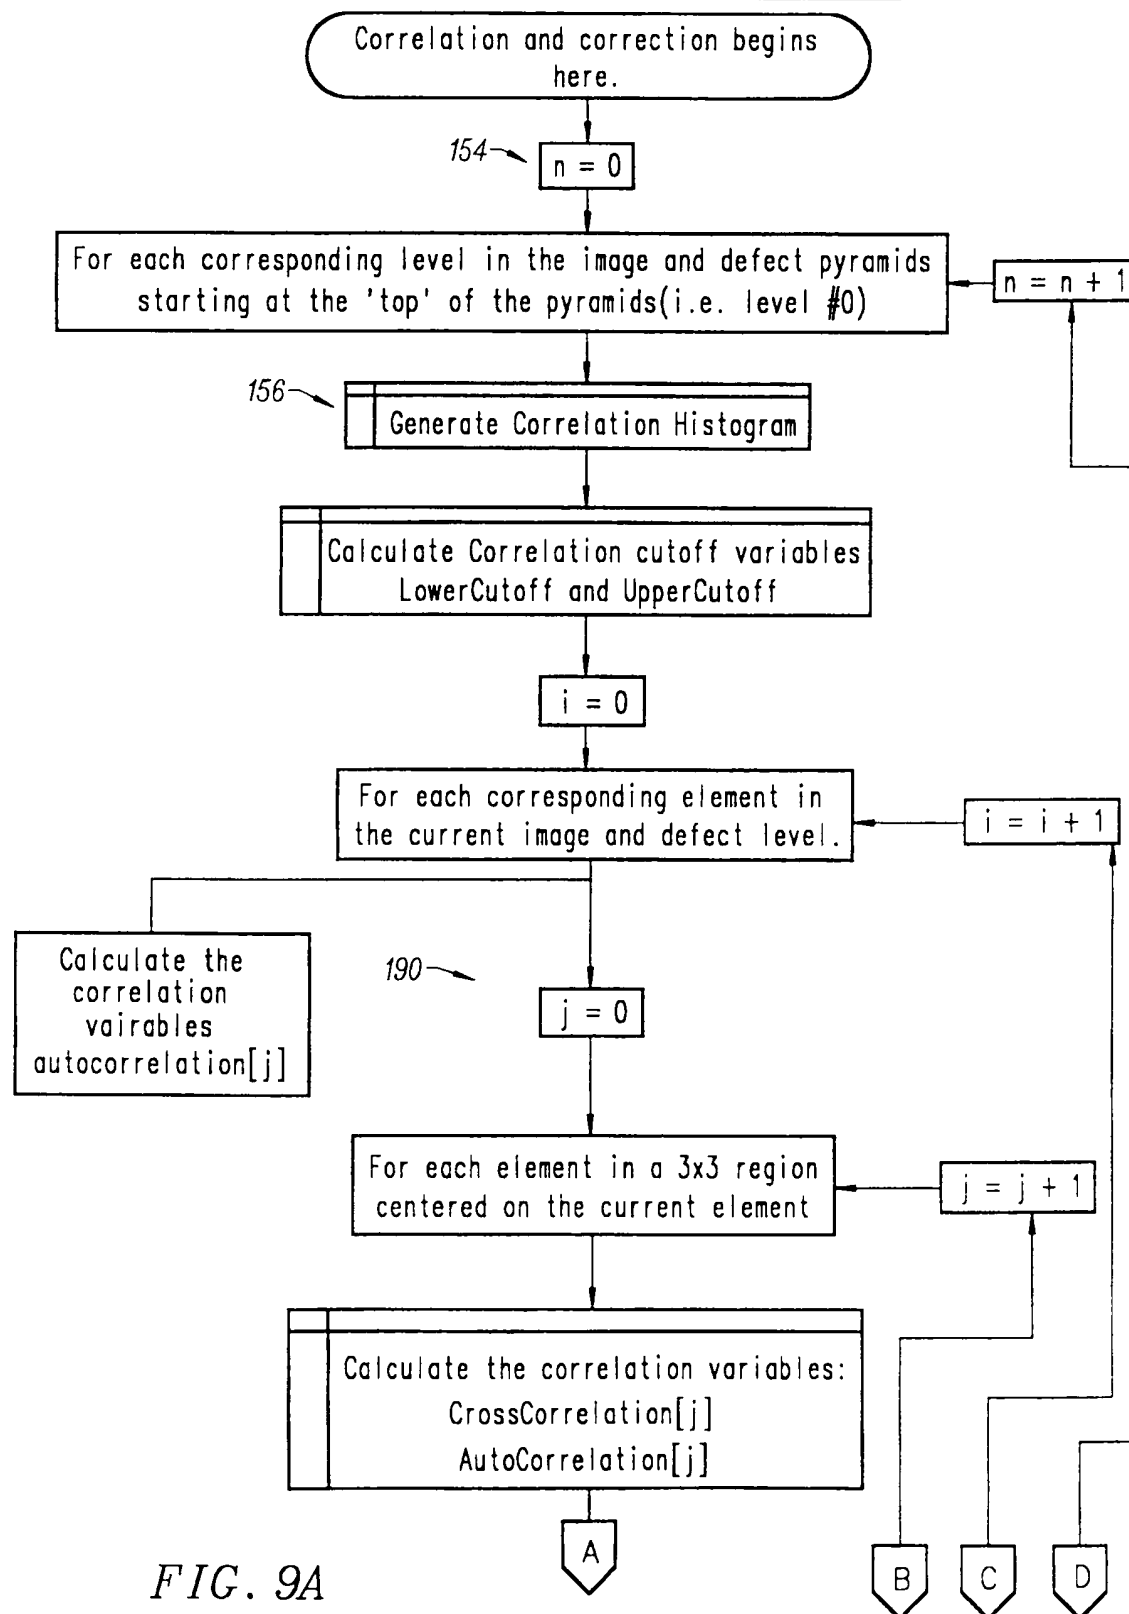 Correlation and correction begins
here.
154
n = 0
For each corresponding level in the image and defect pyramids
starting at the 'top' of the pyramids(i.e. level #0)
n = n + 1
156
Generate Correlation Histogram
Calculate Correlation cutoff variables
LowerCutoff and UpperCutoff
i = 0
For each corresponding element in
the current image and defect level.
i = i + 1
Calculate the
correlation
vairables
autocorrelation[j]
190
j = 0
For each element in a 3x3 region
centered on the current element
j = j + 1
Calculate the correlation variables:
CrossCorrelation[j]
AutoCorrelation[j]
A
B
C
D
FIG. 9A